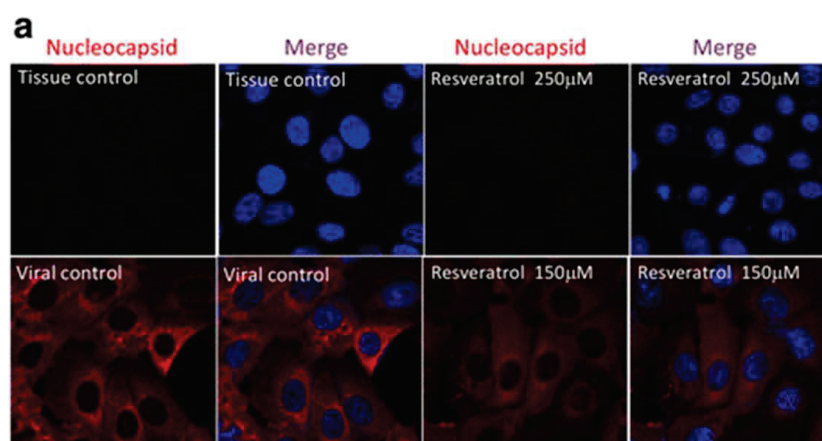 a
Nucleocapsid Merge Nucleocapsid Merge
Tissue control Tissue control Resveratrol 250μM Resveratrol 250μM
Viral control Viral control Resveratrol 150μM Resveratrol 150μM